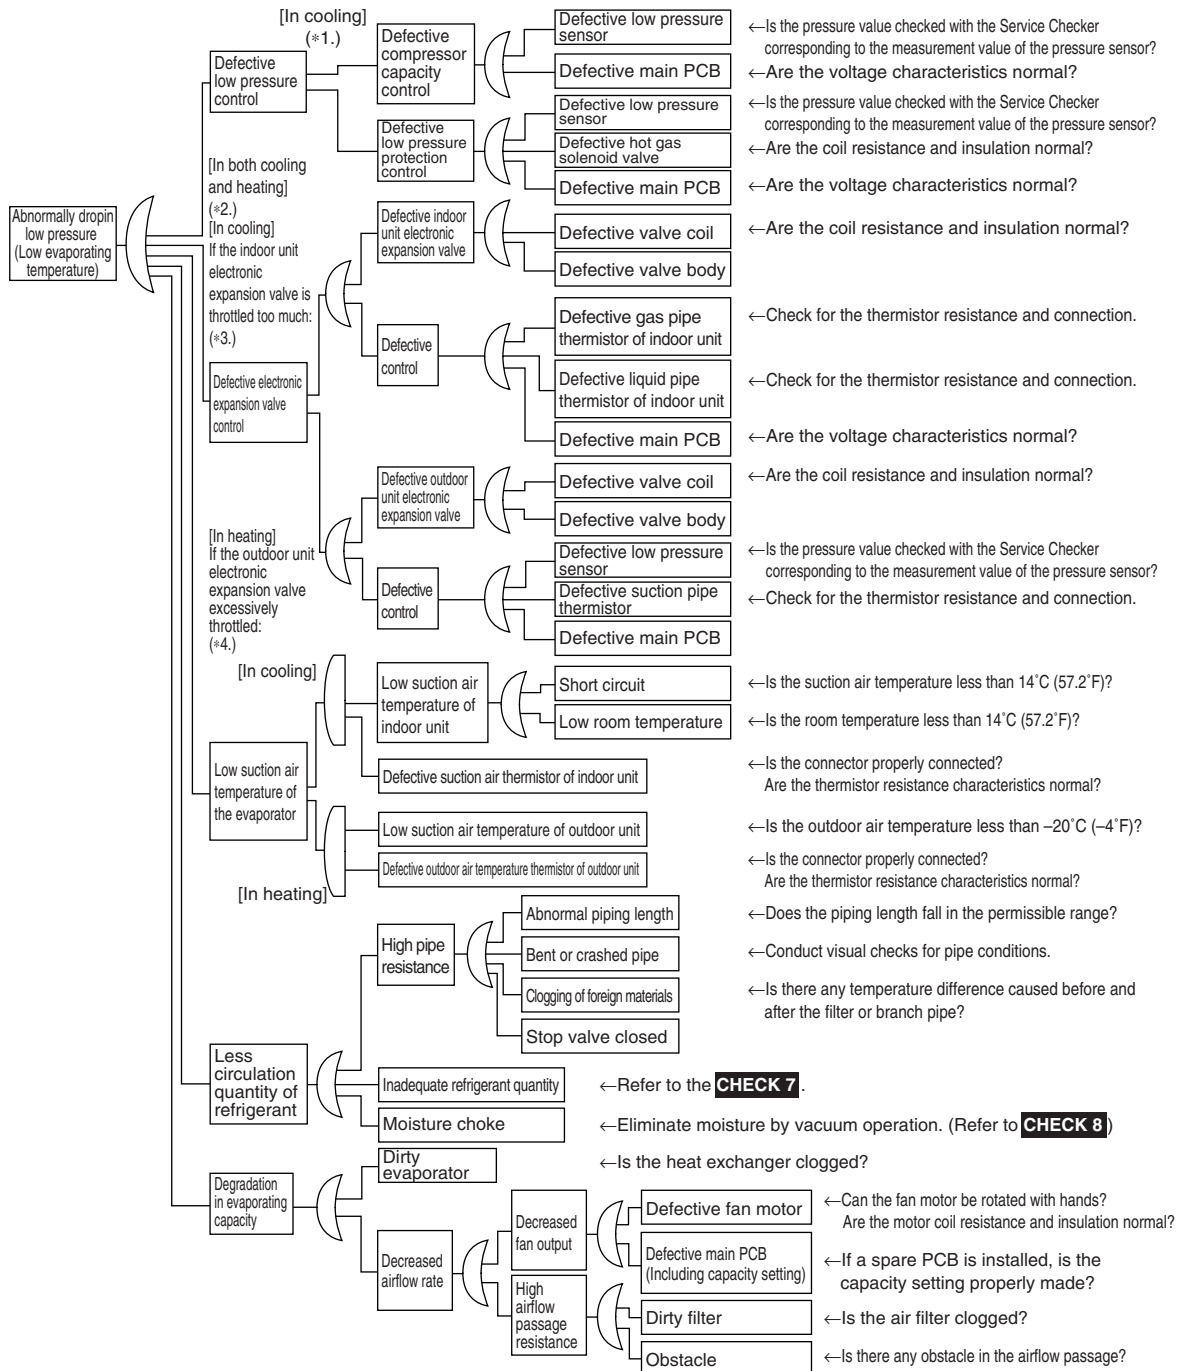 [In cooling]
(*1.)
Defective
low pressure
control
Defective
compressor
capacity
control
Defective low pressure
sensor
←Is the pressure value checked with the Service Checker
corresponding to the measurement value of the pressure sensor?
Defective main PCB
←Are the voltage characteristics normal?
Defective
low pressure
protection
control
Defective low pressure
sensor
←Is the pressure value checked with the Service Checker
corresponding to the measurement value of the pressure sensor?
Defective hot gas
solenoid valve
←Are the coil resistance and insulation normal?
Defective main PCB
←Are the voltage characteristics normal?
[In both cooling
and heating]
(*2.)
Abnormally dropin
low pressure
(Low evaporating
temperature)
[In cooling]
If the indoor unit
electronic
expansion valve is
throttled too much:
(*3.)
Defective electronic
expansion valve
control
Defective indoor
unit electronic
expansion valve
Defective valve coil
←Are the coil resistance and insulation normal?
Defective valve body
Defective
control
Defective gas pipe
thermistor of indoor unit
←Check for the thermistor resistance and connection.
Defective liquid pipe
thermistor of indoor unit
←Check for the thermistor resistance and connection.
Defective main PCB
←Are the voltage characteristics normal?
Defective outdoor
unit electronic
expansion valve
Defective valve coil
←Are the coil resistance and insulation normal?
Defective valve body
[In heating]
If the outdoor unit
electronic
expansion valve
excessively
throttled:
(*4.)
Defective
control
Defective low pressure
sensor
←Is the pressure value checked with the Service Checker
corresponding to the measurement value of the pressure sensor?
Defective suction pipe
thermistor
←Check for the thermistor resistance and connection.
Defective main PCB
[In cooling]
Low suction air
temperature of
the evaporator
Low suction air
temperature of
indoor unit
Short circuit
←Is the suction air temperature less than 14˚C (57.2˚F)?
Low room temperature
←Is the room temperature less than 14˚C (57.2˚F)?
Defective suction air thermistor of indoor unit
←Is the connector properly connected?
Are the thermistor resistance characteristics normal?
Low suction air temperature of outdoor unit
←Is the outdoor air temperature less than –20˚C (–4˚F)?
Defective outdoor air temperature thermistor of outdoor unit
←Is the connector properly connected?
Are the thermistor resistance characteristics normal?
[In heating]
Less
circulation
quantity of
refrigerant
High pipe
resistance
Abnormal piping length
←Does the piping length fall in the permissible range?
Bent or crashed pipe
←Conduct visual checks for pipe conditions.
Clogging of foreign materials
←Is there any temperature difference caused before and
after the filter or branch pipe?
Stop valve closed
Inadequate refrigerant quantity
←Refer to the CHECK 7 .
Moisture choke
←Eliminate moisture by vacuum operation. (Refer to CHECK 8 )
Degradation
in evaporating
capacity
Dirty
evaporator
←Is the heat exchanger clogged?
Decreased
airflow rate
Decreased
fan output
Defective fan motor
←Can the fan motor be rotated with hands?
Are the motor coil resistance and insulation normal?
Defective main PCB
(Including capacity setting)
←If a spare PCB is installed, is the
capacity setting properly made?
High
airflow
passage
resistance
Dirty filter
←Is the air filter clogged?
Obstacle
←Is there any obstacle in the airflow passage?